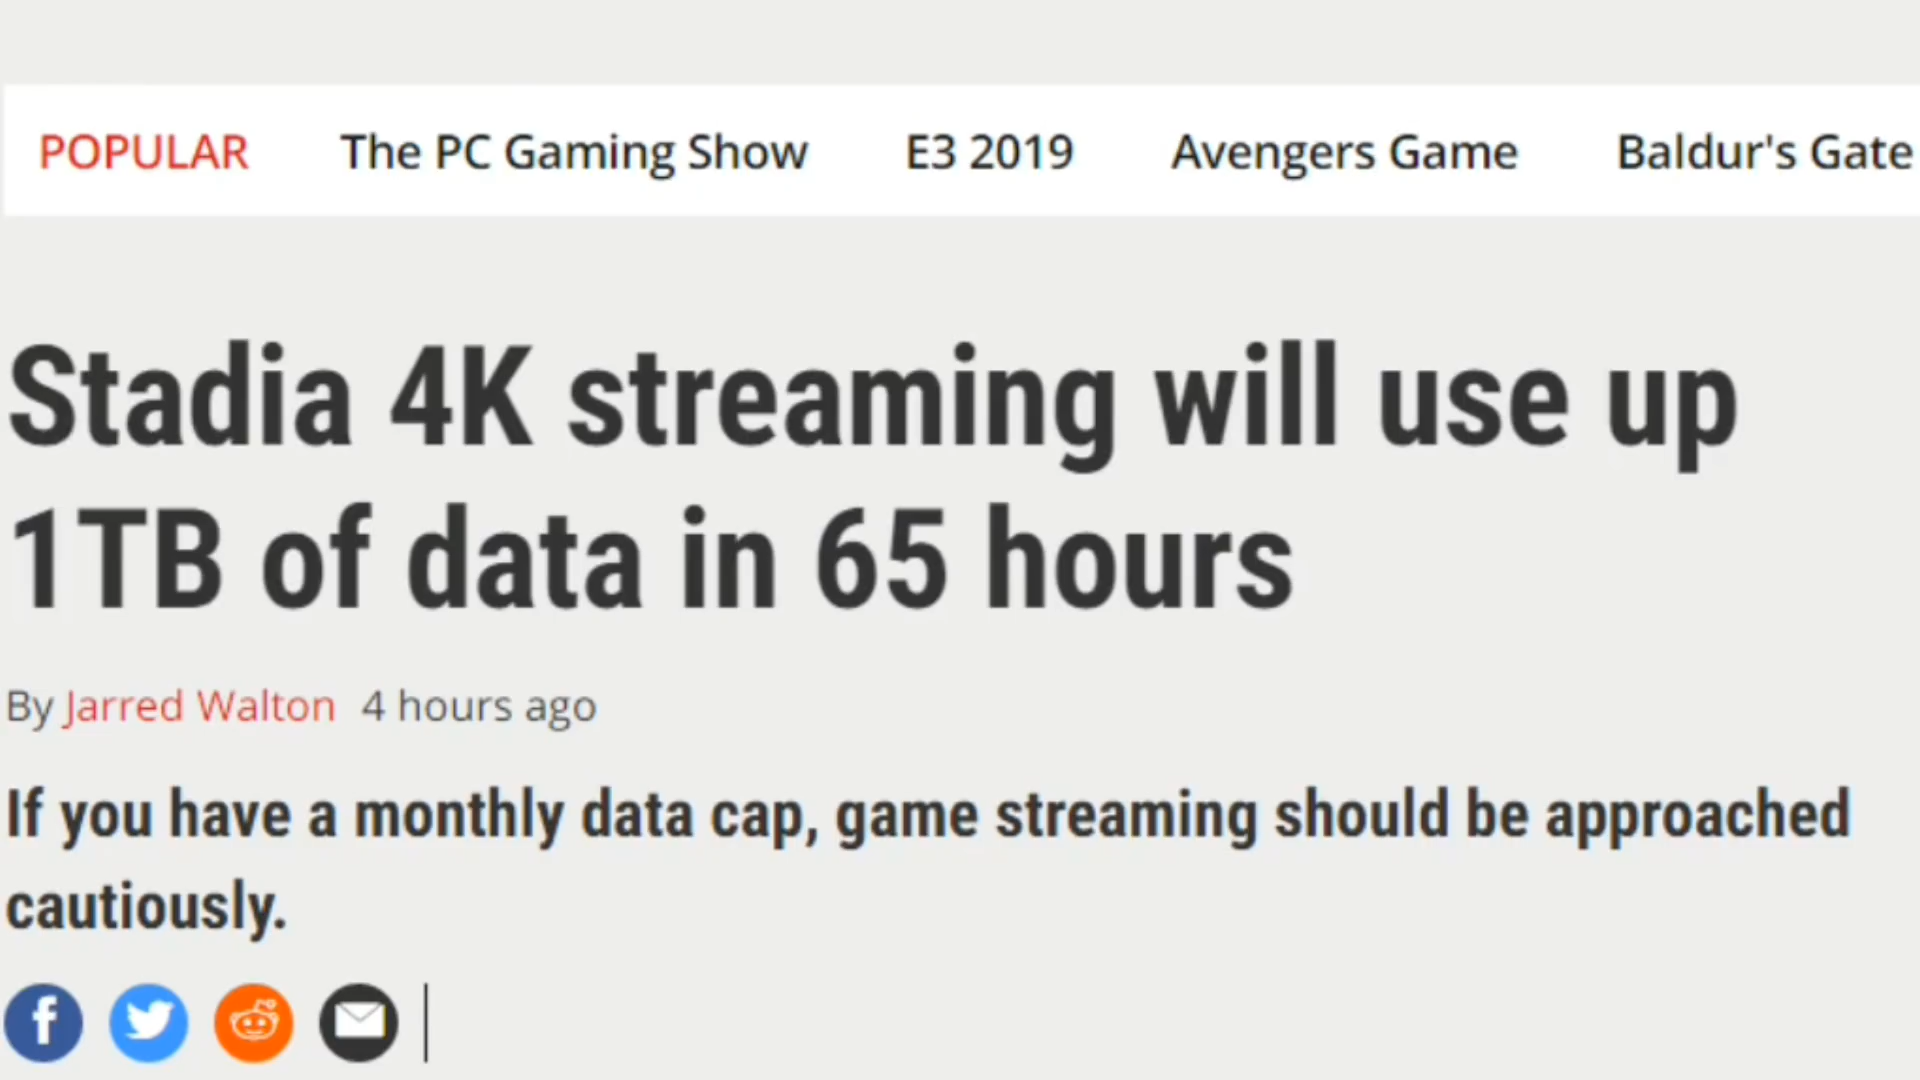 POPULAR The PC Gaming Show E3 2019 Avengers Game Baldur's Gate
Stadia 4K streaming will use up
1TB of data in 65 hours
By Jarred Walton 4 hours ago
If you have a monthly data cap, game streaming should be approached
cautiously.